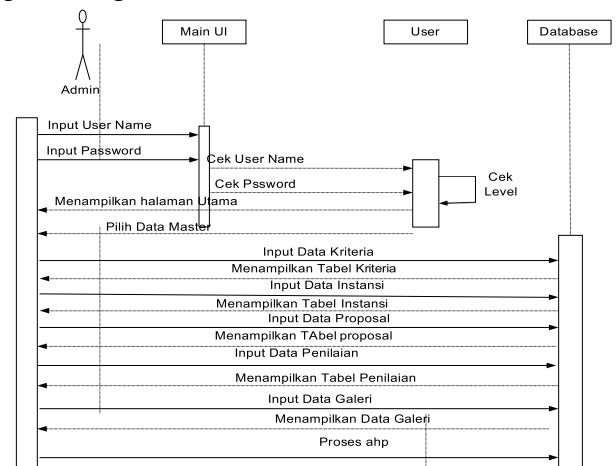 Main UI
User
Database
Admin
Input User Name
Input Password
Cek User Name
Cek Pssword
Cek
Level
Menampilkan halaman Utama
Pilih Data Master
Input Data Kriteria
Menampilkan Tabel Kriteria
Input Data Instansi
Menampilkan Tabel Instansi
Input Data Proposal
Menampilkan TAbel proposal
Input Data Penilaian
Menampilkan Tabel Penilaian
Input Data Galeri
Menampilkan Data Galeri
Proses ahp